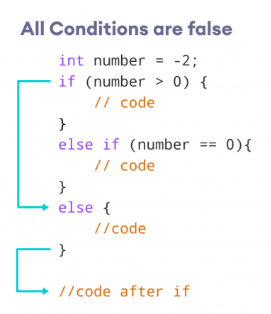 All Conditions are false
int number = -2;
if (number > 0) {
// code
}
else if (number == 0){
// code
}
else {
//code
}
//code after if